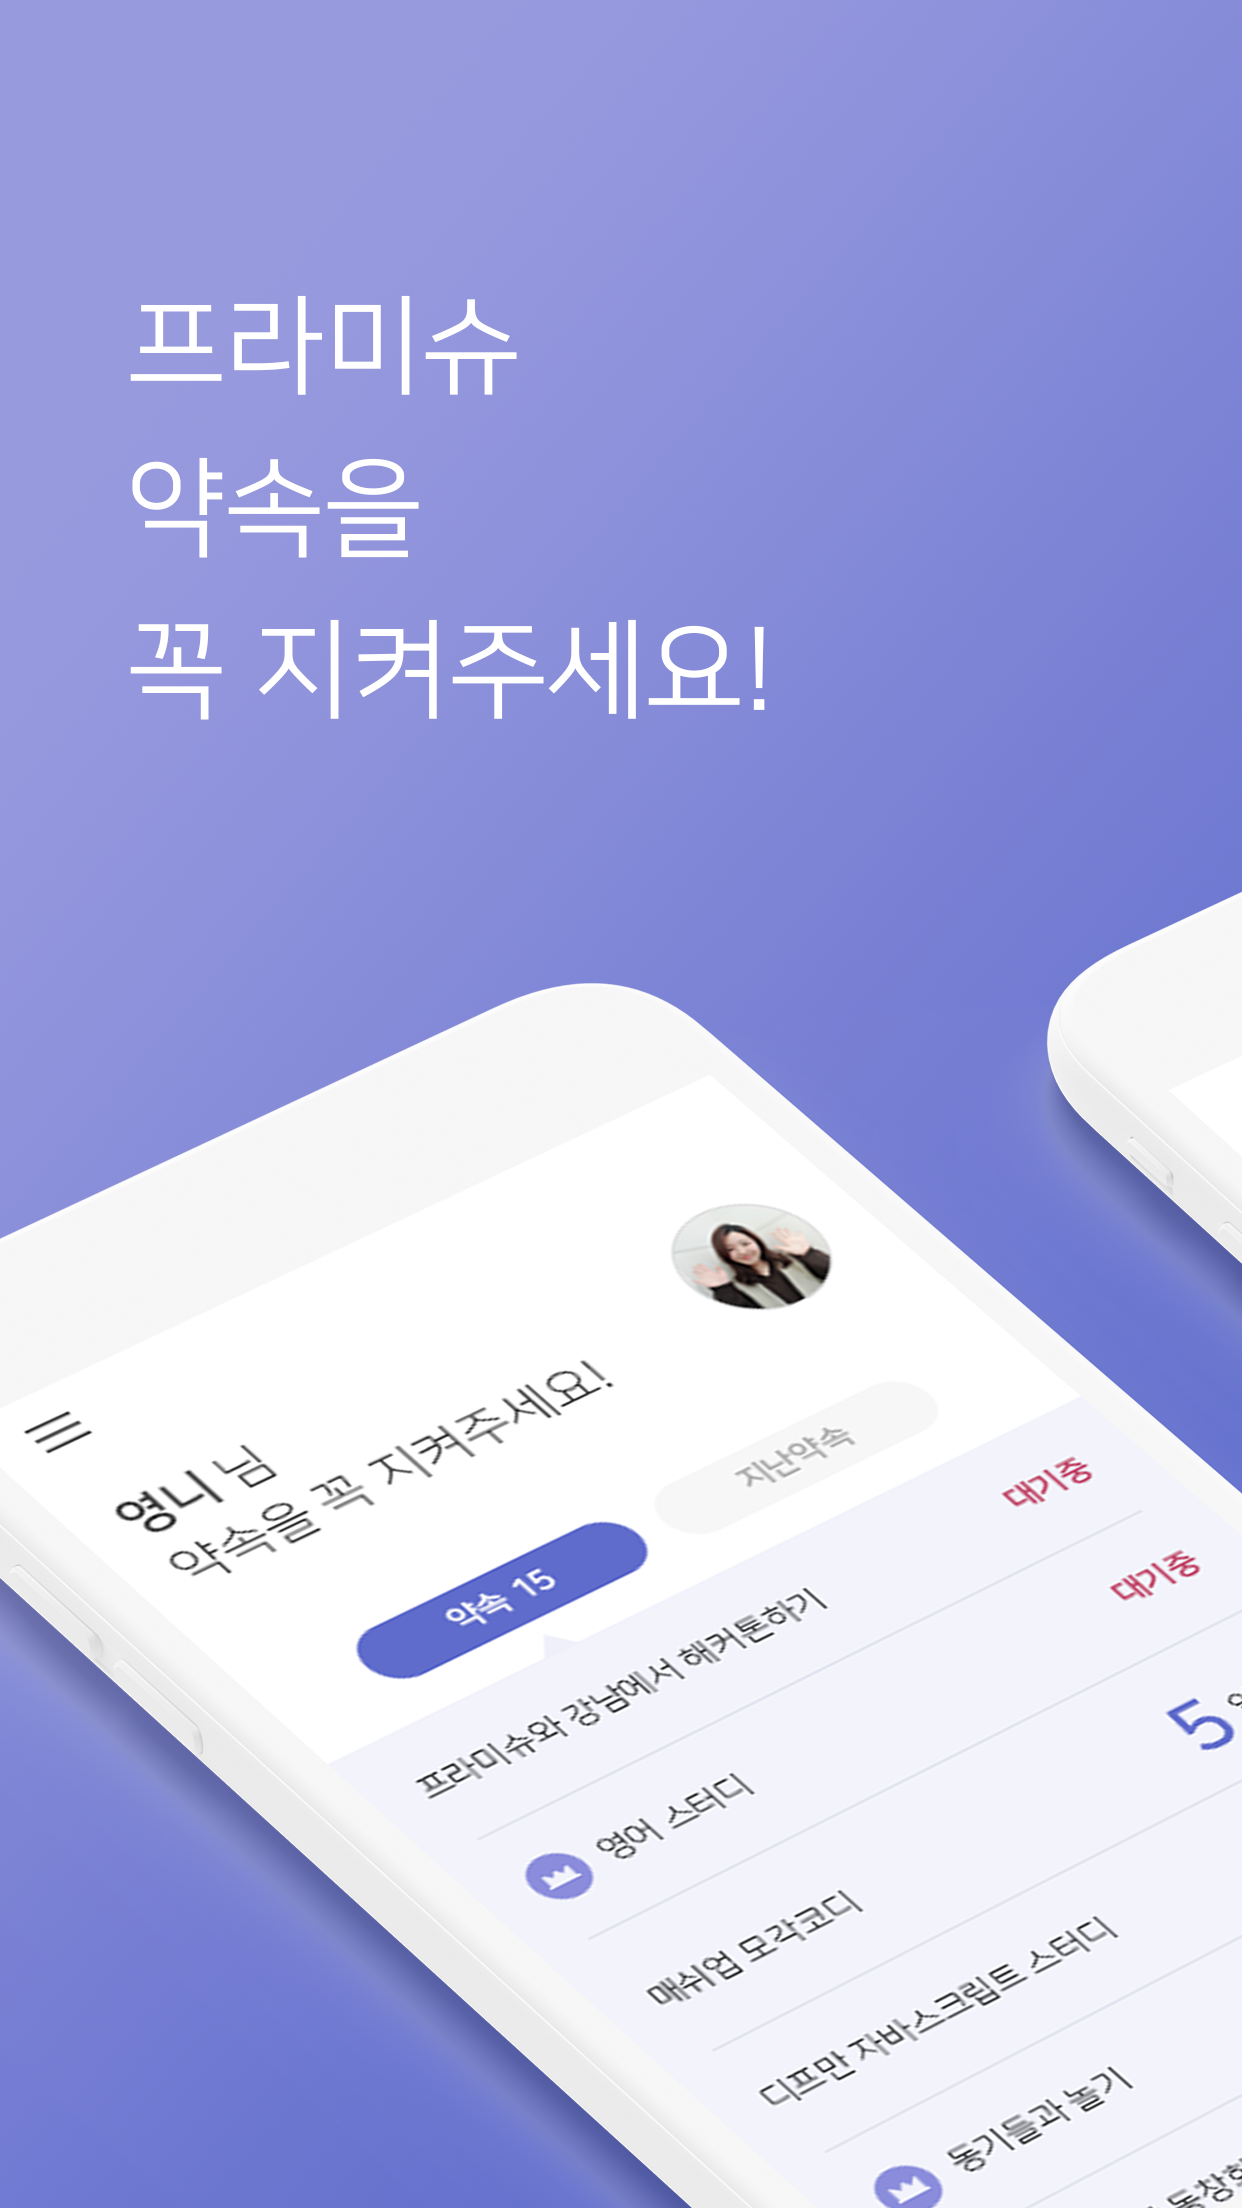 프라미슈
약속을
꼭 지켜주세요!
영니 님
약속을 꼭 지켜주세요!
약속 15
지난약속
프라미슈와 강남에서 해커톤하기
대기중
영어 스터디
대기중
매쉬업 모각코디
5
디프만 자바스크립트 스터디
동기들과 놀기